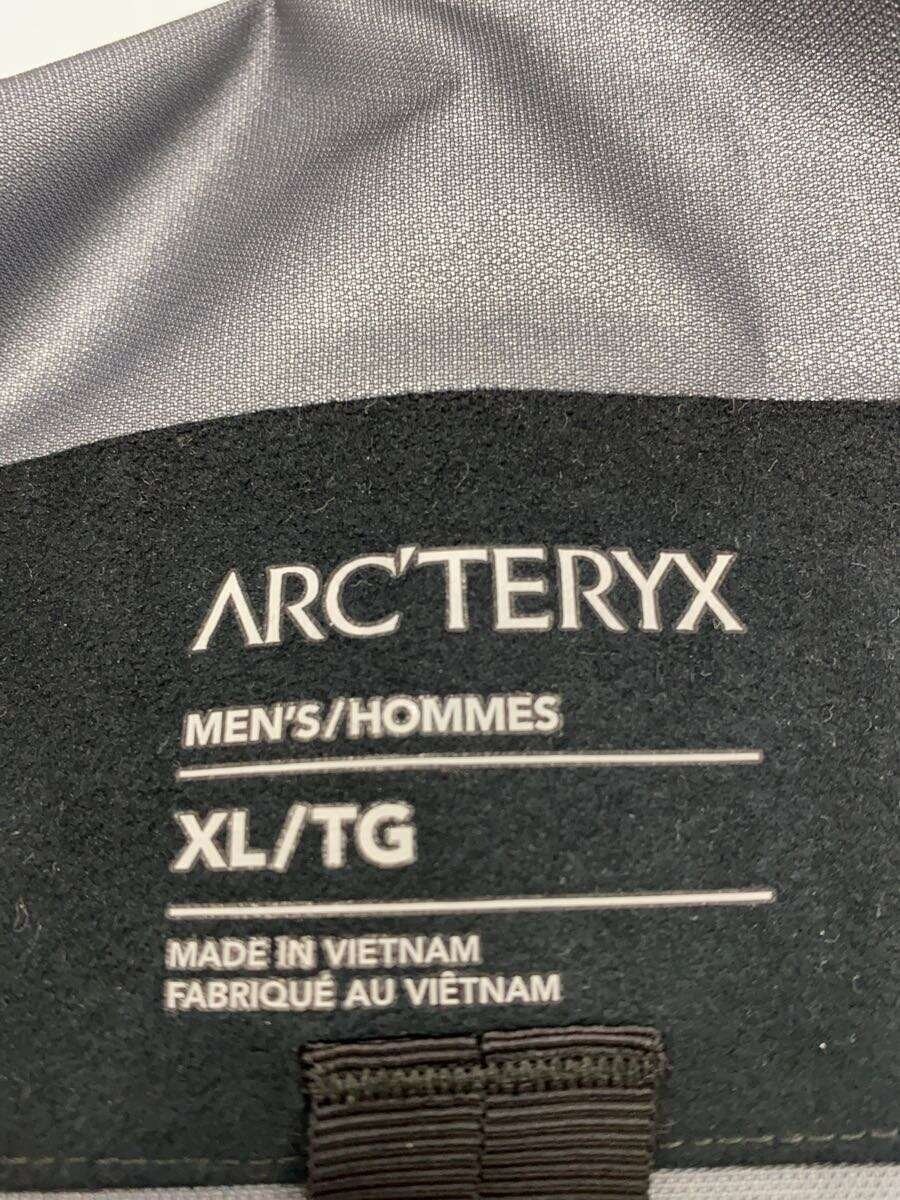 ARC'TERYX
MEN'S/HOMMES
XL/TG
MADE IN VIETNAM
FABRIQUÉ AU VIÊTNAM